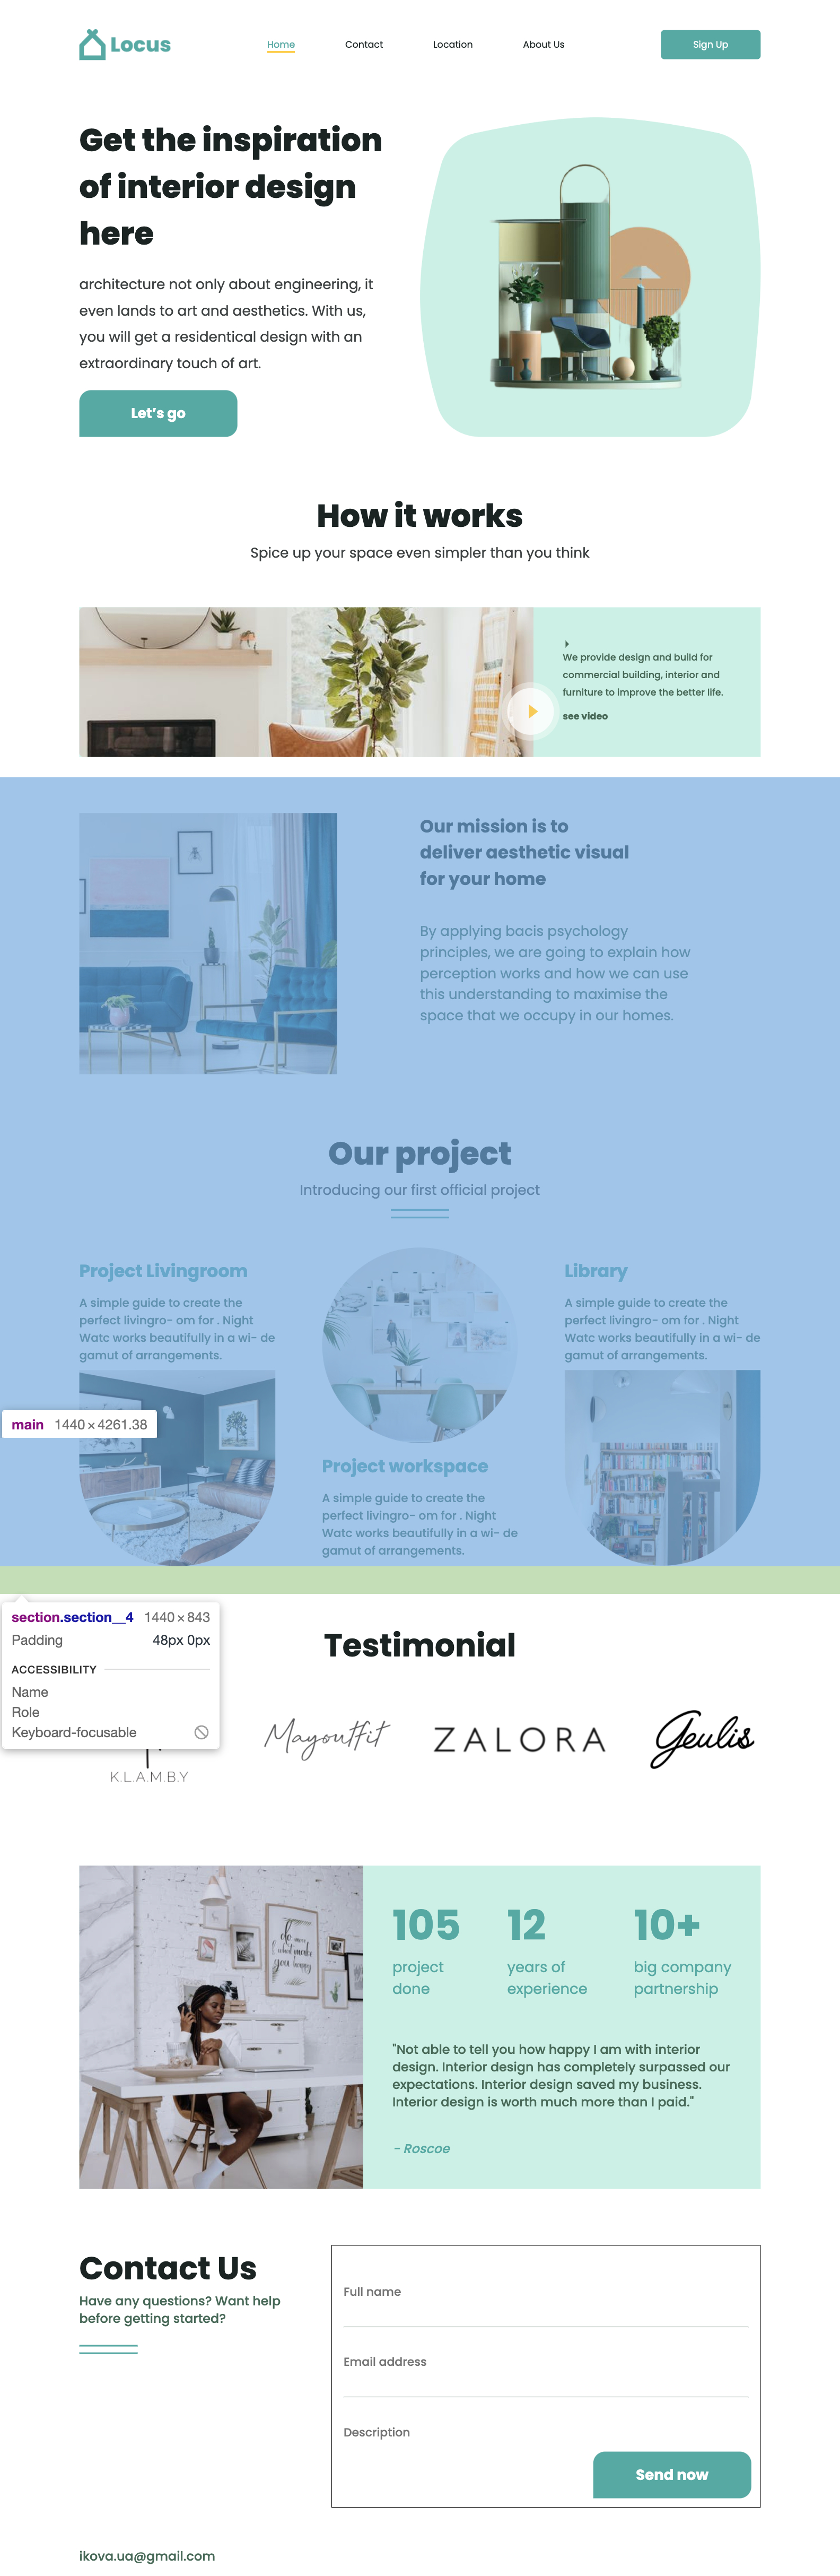 Locus
Home
Contact
Location
About Us
Sign Up
Get the inspiration
of interior design
here
architecture not only about engineering, it
even lands to art and aesthetics. With us,
you will get a residentical design with an
extraordinary touch of art.
Let's go
How it works
Spice up your space even simpler than you think
We provide design and build for
commercial building, interior and
furniture to improve the better life.
see video
Our mission is to
deliver aesthetic visual
for your home
By applying bacis psychology
principles, we are going to explain how
perception works and how we can use
this understanding to maximise the
space that we occupy in our homes.
Our project
Introducing our first official project
Project Livingroom
A simple guide to create the
perfect livingro- om for . Night
Watc works beautifully in a wi- de
gamut of arrangements.
Project workspace
A simple guide to create the
perfect livingro- om for . Night
Watc works beautifully in a wi- de
gamut of arrangements.
Library
A simple guide to create the
perfect livingro- om for . Night
Watc works beautifully in a wi- de
gamut of arrangements.
main 1440×4261.38
section.section__4 1440×843
Padding 48px 0px
ACCESSIBILITY
Name
Role
Keyboard-focusable
Testimonial
K.L.A.M.B.Y
Mayoutfit
ZALORA
Geulis
105
project
done
12
years of
experience
10+
big company
partnership
"Not able to tell you how happy I am with interior
design. Interior design has completely surpassed our
expectations. Interior design saved my business.
Interior design is worth much more than I paid."
- Roscoe
Contact Us
Have any questions? Want help
before getting started?
Full name
Email address
Description
Send now
ikova.ua@gmail.com